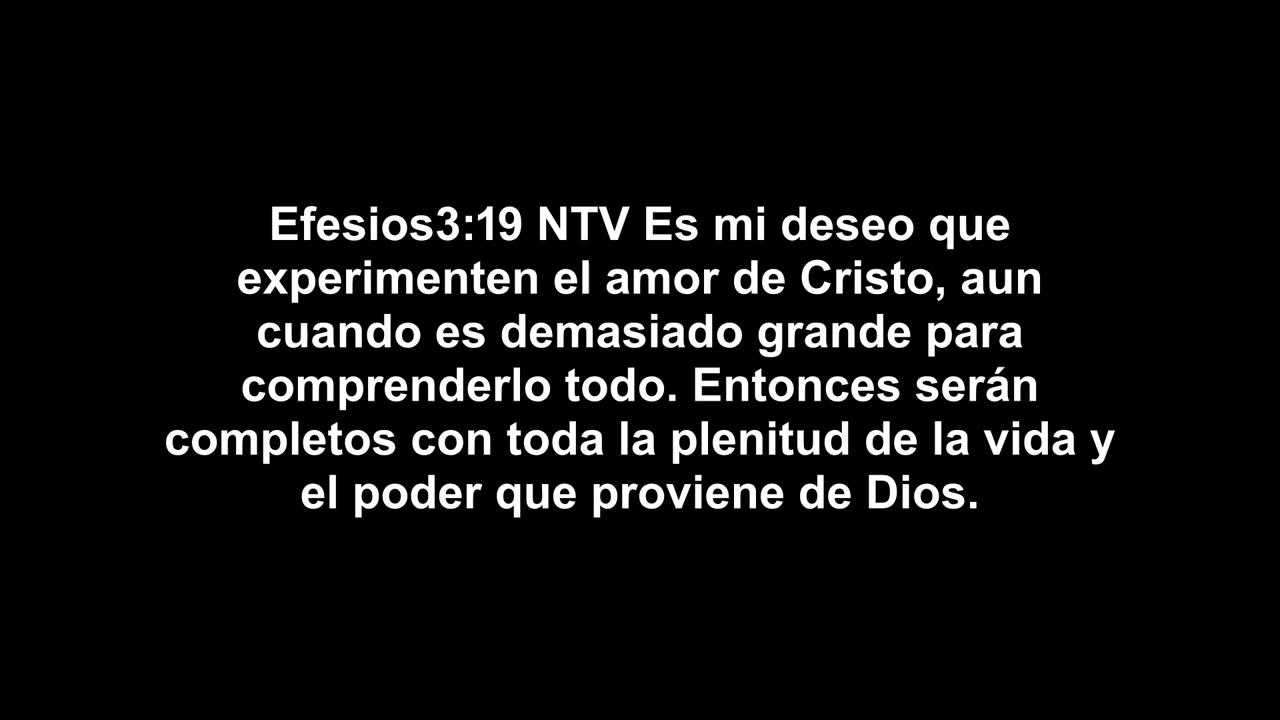 Efesios3:19 NTV Es mi deseo que
experimenten el amor de Cristo, aun
cuando es demasiado grande para
comprenderlo todo. Entonces serán
completos con toda la plenitud de la vida y
el poder que proviene de Dios.